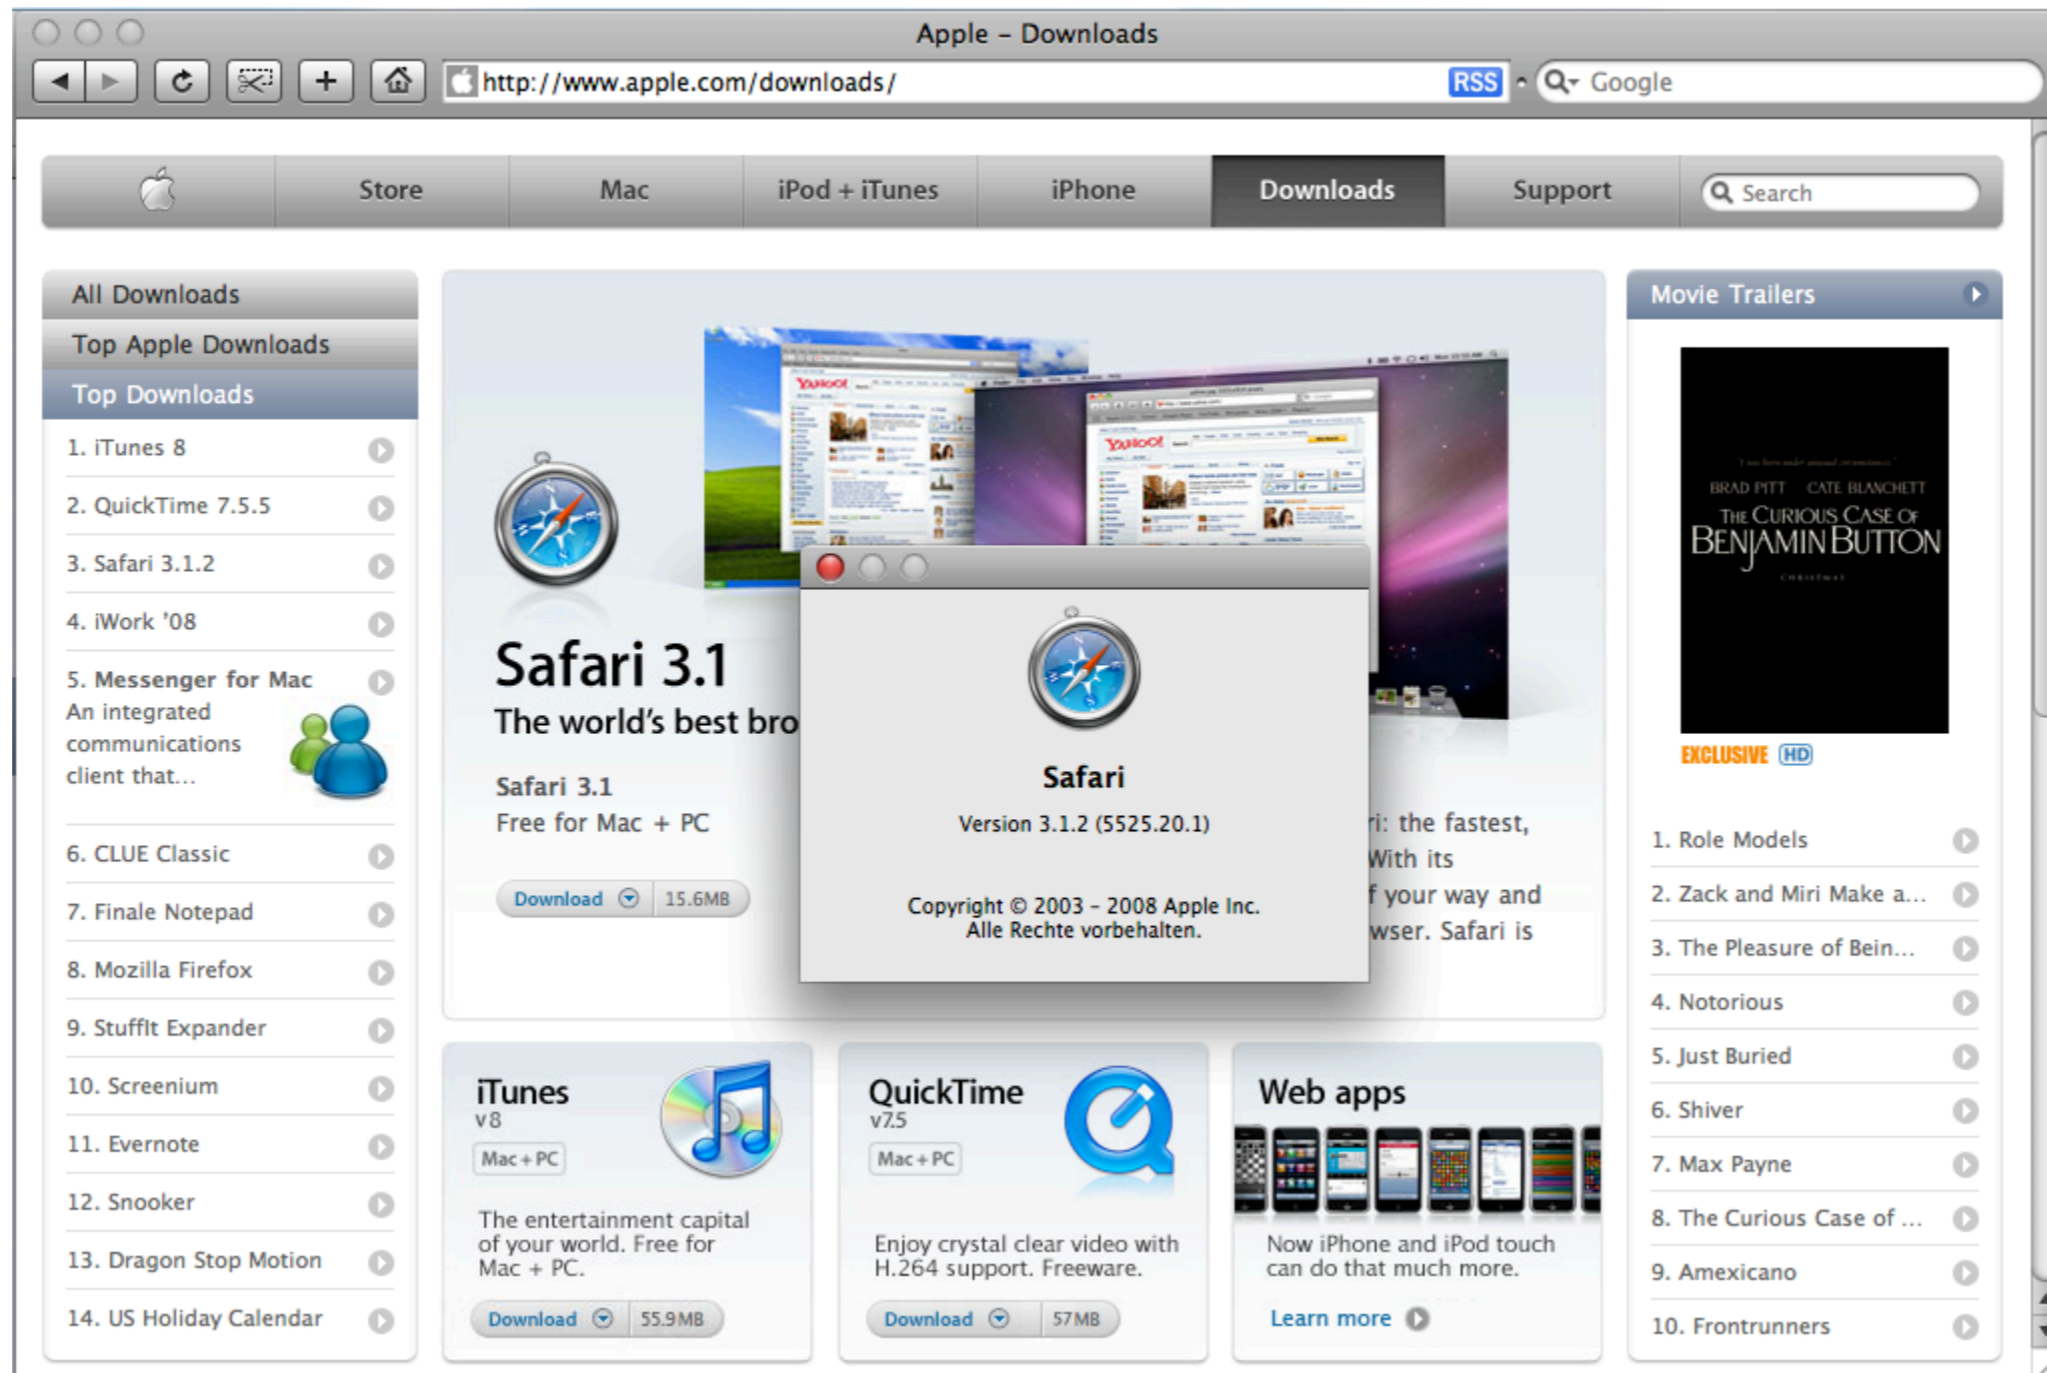 Apple – Downloads
http://www.apple.com/downloads/
RSS
Google
Store
Mac
iPod + iTunes
iPhone
Downloads
Support
Search
All Downloads
Top Apple Downloads
Top Downloads
1. iTunes 8
2. QuickTime 7.5.5
3. Safari 3.1.2
4. iWork '08
5. Messenger for Mac
An integrated
communications
client that...
6. CLUE Classic
7. Finale Notepad
8. Mozilla Firefox
9. StuffIt Expander
10. Screenium
11. Evernote
12. Snooker
13. Dragon Stop Motion
14. US Holiday Calendar
YAHOO!
YAHOO!
Safari 3.1
The world's best bro
Safari 3.1
Free for Mac + PC
Download
15.6MB
ri: the fastest,
With its
f your way and
wser. Safari is
Safari
Version 3.1.2 (5525.20.1)
Copyright © 2003 – 2008 Apple Inc.
Alle Rechte vorbehalten.
iTunes
v8
Mac + PC
The entertainment capital
of your world. Free for
Mac + PC.
Download
55.9MB
QuickTime
v7.5
Mac + PC
Enjoy crystal clear video with
H.264 support. Freeware.
Download
57MB
Web apps
Now iPhone and iPod touch
can do that much more.
Learn more
Movie Trailers
BRAD PITT CATE BLANCHETT
THE CURIOUS CASE OF
BENJAMIN BUTTON
CHRISTMAS
EXCLUSIVE HD
1. Role Models
2. Zack and Miri Make a...
3. The Pleasure of Bein...
4. Notorious
5. Just Buried
6. Shiver
7. Max Payne
8. The Curious Case of ...
9. Amexicano
10. Frontrunners